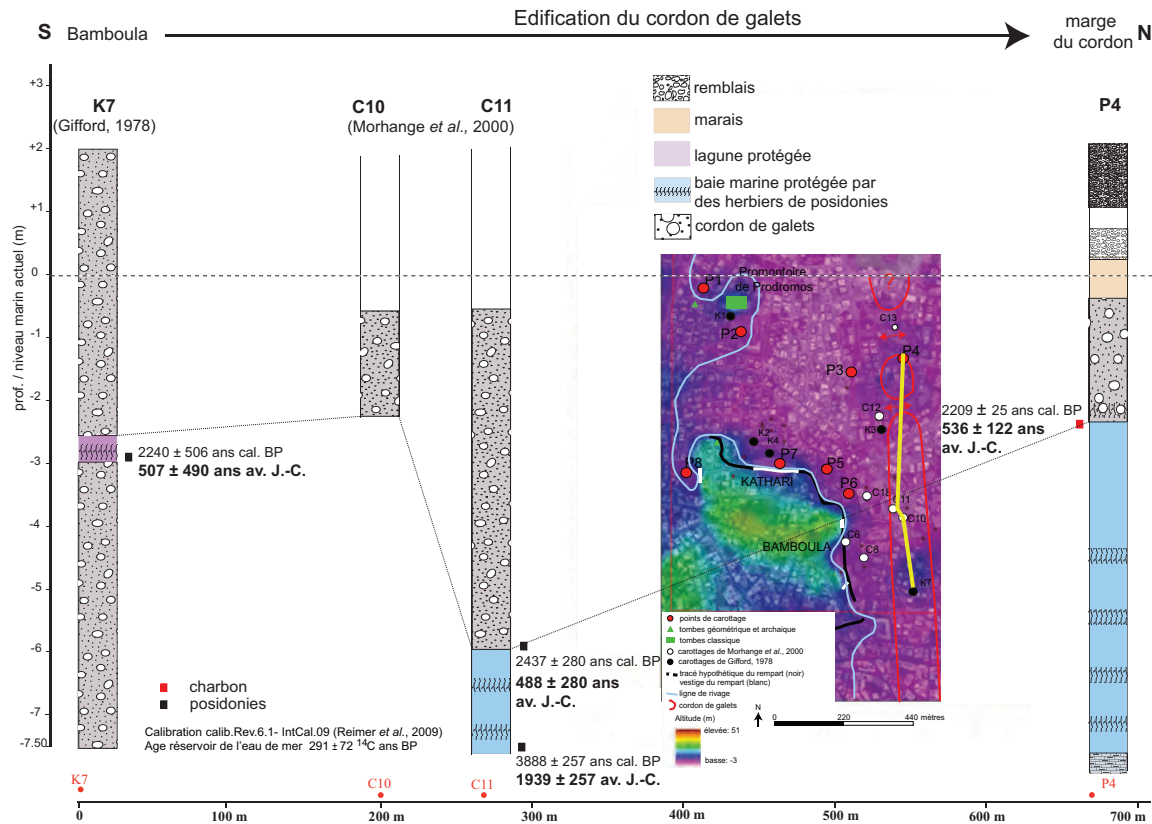 Edification du cordon de galets
S Bamboula
marge
du cordon N
K7
(Gifford, 1978)
C10
(Morhange et al., 2000)
C11
P4
remblais
marais
lagune protégée
baie marine protégée par
des herbiers de posidonies
cordon de galets
prof. / niveau marin actuel (m)
+3
+2
+1
0
-1
-2
-3
-4
-5
-6
-7
-7.50
2240 ± 506 ans cal. BP
507 ± 490 ans av. J.-C.
2437 ± 280 ans cal. BP
488 ± 280 ans
av. J.-C.
3888 ± 257 ans cal. BP
1939 ± 257 av. J.-C.
2209 ± 25 ans cal. BP
536 ± 122 ans
av. J.-C.
charbon
posidonies
Calibration calib.Rev.6.1- IntCal.09 (Reimer et al., 2009)
Age réservoir de l'eau de mer 291 ± 72 14C ans BP
P1
Promontoire
de Prodromos
?
K1
P2
C13
P4
P3
C12
K3
K2
K4
P7
P8
KATHARI
P5
P6
C18
C11
C10
BAMBOULA
C6
C8
K7
points de carottage
tombes géométrique et archaique
tombes classique
carottages de Morhange et al., 2000
carottages de Gifford, 1978
tracé hypothétique du rempart (noir)
vestige du rempart (blanc)
ligne de rivage
cordon de galets
Altitude (m)
élevée: 51
basse: -3
N
0 220 440 mètres
K7
C10
C11
P4
0 100 m 200 m 300 m 400 m 500 m 600 m 700 m